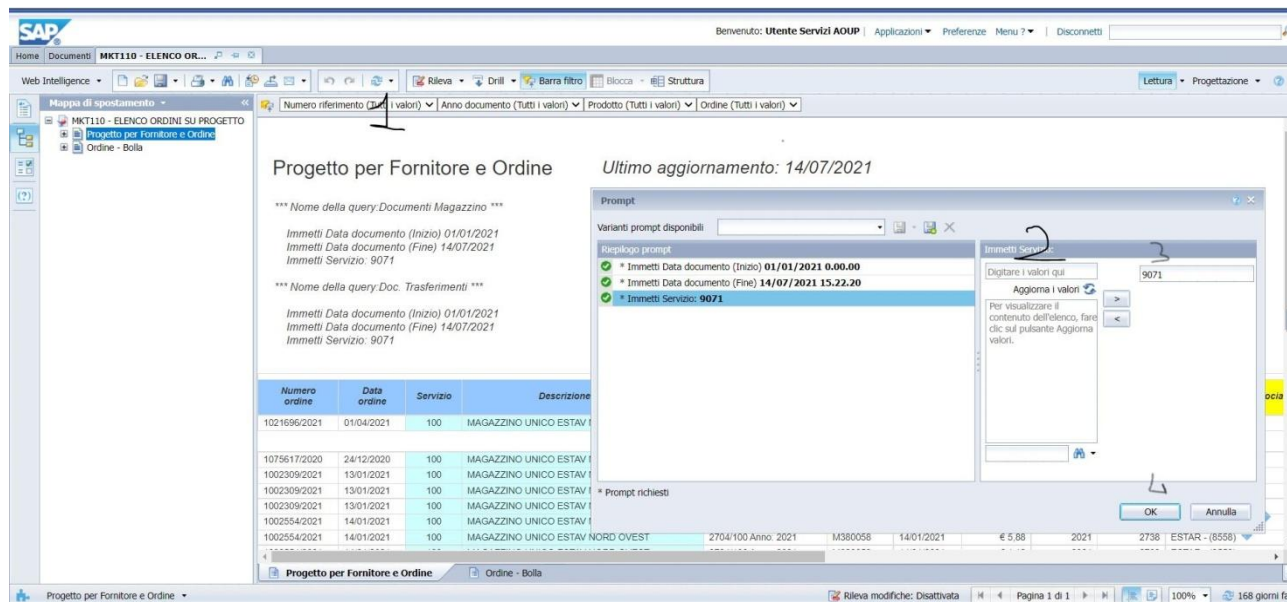 SAP
Benvenuto: Utente Servizi AOUP | Applicazioni Preferenze Menu ? | Disconnetti
Home Documenti MKT110 - ELENCO OR...
Web Intelligence Rileva Drill Barra filtro Blocca Struttura Lettura Progettazione
Mappa di spostamento
Numero riferimento (Tutti i valori) Anno documento (Tutti i valori) Prodotto (Tutti i valori) Ordine (Tutti i valori)
1
MKT110 - ELENCO ORDINI SU PROGETTO
Progetto per Fornitore e Ordine
Ordine - Bolla
Progetto per Fornitore e Ordine Ultimo aggiornamento: 14/07/2021
*** Nome della query:Documenti Magazzino ***
Immetti Data documento (Inizio) 01/01/2021
Immetti Data documento (Fine) 14/07/2021
Immetti Servizio: 9071
*** Nome della query:Doc. Trasferimenti ***
Immetti Data documento (Inizio) 01/01/2021
Immetti Data documento (Fine) 14/07/2021
Immetti Servizio: 9071
Prompt
Varianti prompt disponibili
Riepilogo prompt
* Immetti Data documento (Inizio) 01/01/2021 0.00.00
* Immetti Data documento (Fine) 14/07/2021 15.22.20
* Immetti Servizio: 9071
Immetti Servizio:
2
3
Digitare i valori qui
9071
Aggiorna i valori
>
<
Per visualizzare il
contenuto dell'elenco, fare
clic sul pulsante Aggiorna
valori.
* Prompt richiesti
4
OK Annulla
Numero ordine Data ordine Servizio Descrizione
1021696/2021 01/04/2021 100 MAGAZZINO UNICO ESTAV
1075617/2020 24/12/2020 100 MAGAZZINO UNICO ESTAV
1002309/2021 13/01/2021 100 MAGAZZINO UNICO ESTAV
1002309/2021 13/01/2021 100 MAGAZZINO UNICO ESTAV
1002309/2021 13/01/2021 100 MAGAZZINO UNICO ESTAV
1002554/2021 14/01/2021 100 MAGAZZINO UNICO ESTAV
1002554/2021 14/01/2021 100 MAGAZZINO UNICO ESTAV NORD OVEST 2704/100 Anno. 2021 M380058 14/01/2021 € 5,88 2021 2738 ESTAR - (8558)
Progetto per Fornitore e Ordine Ordine - Bolla
Progetto per Fornitore e Ordine Rileva modifiche: Disattivata Pagina 1 di 1 100% 168 giorni